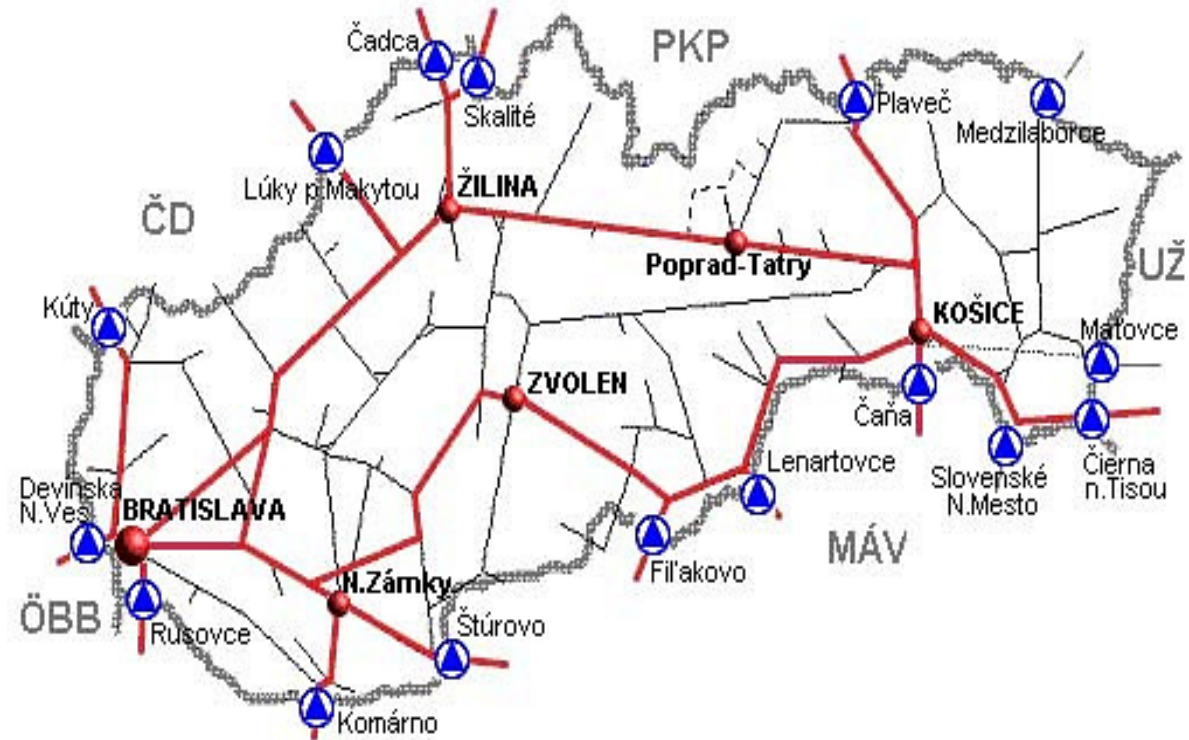 Čadca
PKP
Skalité
Plaveč
Medzilaborce
Lúky p.Makytou
ŽILINA
ČD
Poprad-Tatry
UŽ
Kúty
KOŠICE
Maťovce
ZVOLEN
Čaňa
Lenartovce
Slovenské
N.Mesto
Čierna
n.Tisou
Devínska
N.Ves
BRATISLAVA
MÁV
Fiľakovo
N.Zámky
ÖBB
Rusovce
Štúrovo
Komárno